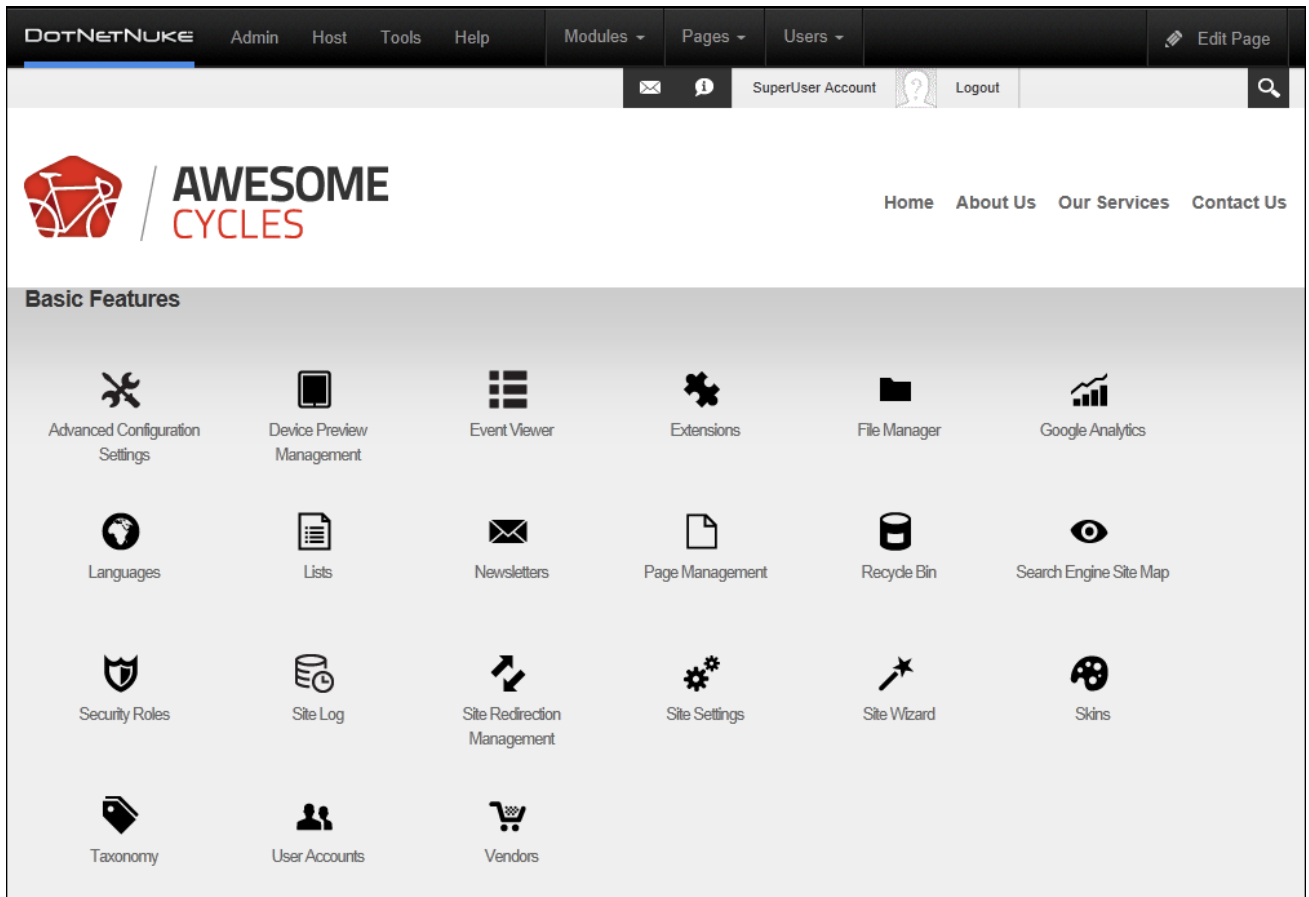 DotNetNuke Admin Host Tools Help Modules Pages Users Edit Page
SuperUser Account Logout
AWESOME
CYCLES
Home About Us Our Services Contact Us
Basic Features
Advanced Configuration
Settings
Device Preview
Management
Event Viewer
Extensions
File Manager
Google Analytics
Languages
Lists
Newsletters
Page Management
Recycle Bin
Search Engine Site Map
Security Roles
Site Log
Site Redirection
Management
Site Settings
Site Wizard
Skins
Taxonomy
User Accounts
Vendors